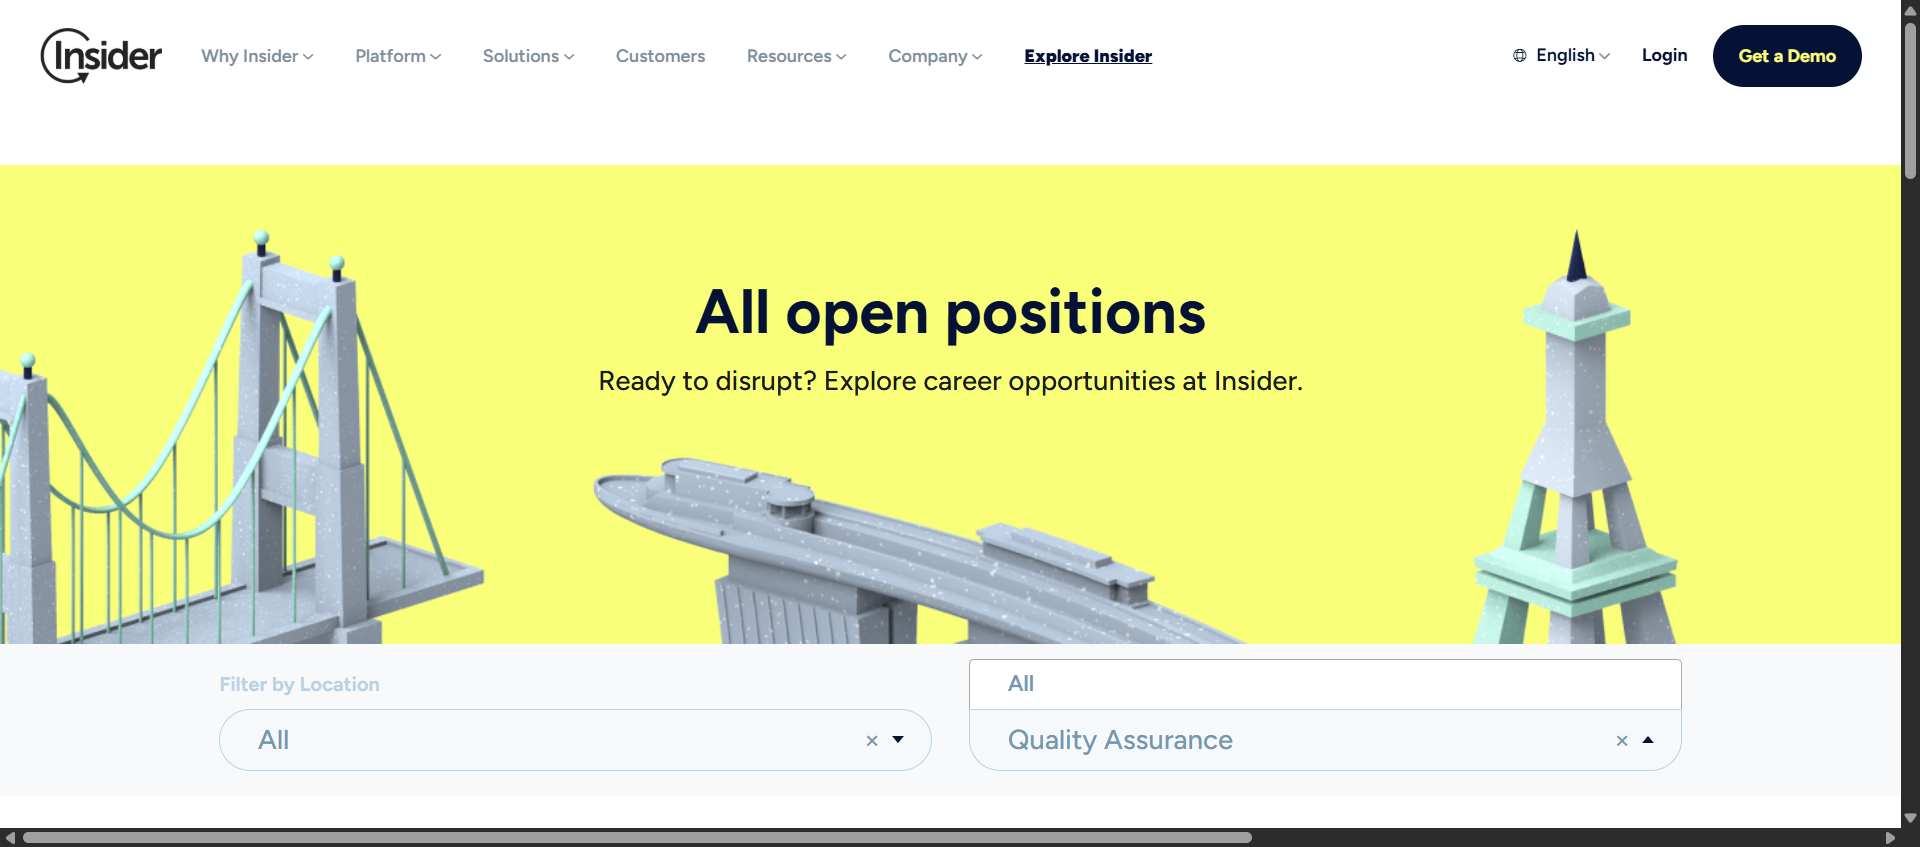 Insider
Why Insider
Platform
Solutions
Customers
Resources
Company
Explore Insider
English
Login
Get a Demo
All open positions
Ready to disrupt? Explore career opportunities at Insider.
Filter by Location
All
All
Quality Assurance